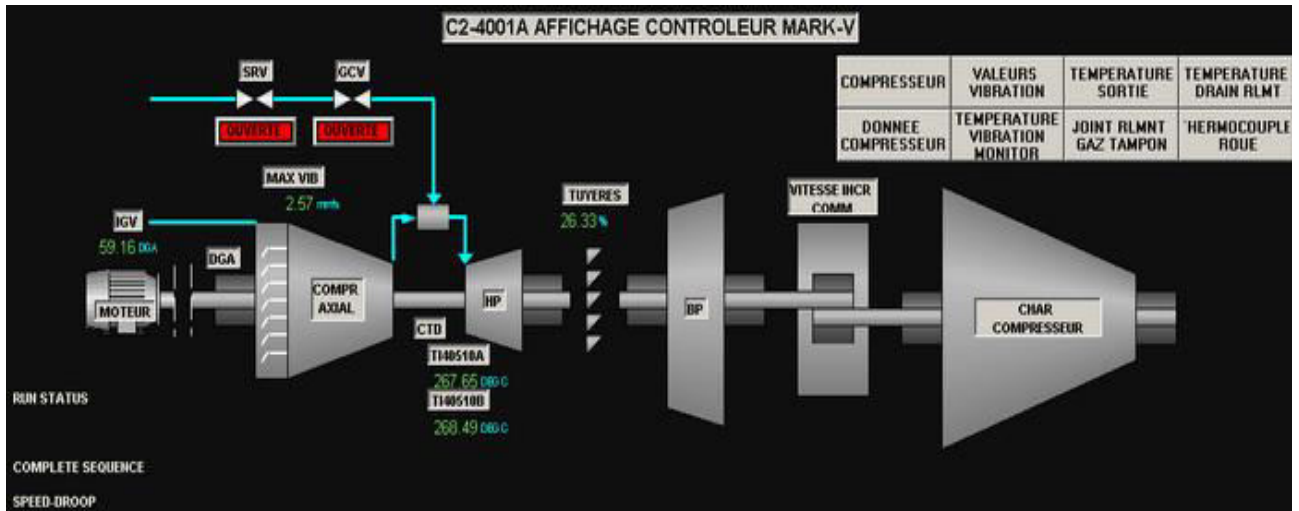 C2-4001A AFFICHAGE CONTROLEUR MARK-V
SRV
GCV
OUVERTE
OUVERTE
COMPRESSEUR
VALEURS
VIBRATION
TEMPERATURE
SORTIE
TEMPERATURE
DRAIN RLMT
DONNEE
COMPRESSEUR
TEMPERATURE
VIBRATION
MONITOR
JOINT RLMNT
GAZ TAMPON
THERMOCOUPLE
ROUE
MAX VIB
2.57 mm/s
TUYERES
26.33 %
VITESSE INCR
COMM
IGV
59.16 DGA
DGA
MOTEUR
COMPR
AXIAL
HP
BP
CHAR
COMPRESSEUR
CTD
TI40510A
267.65 DEG C
TI40510B
268.49 DEG C
RUN STATUS
COMPLETE SEQUENCE
SPEED-DROOP